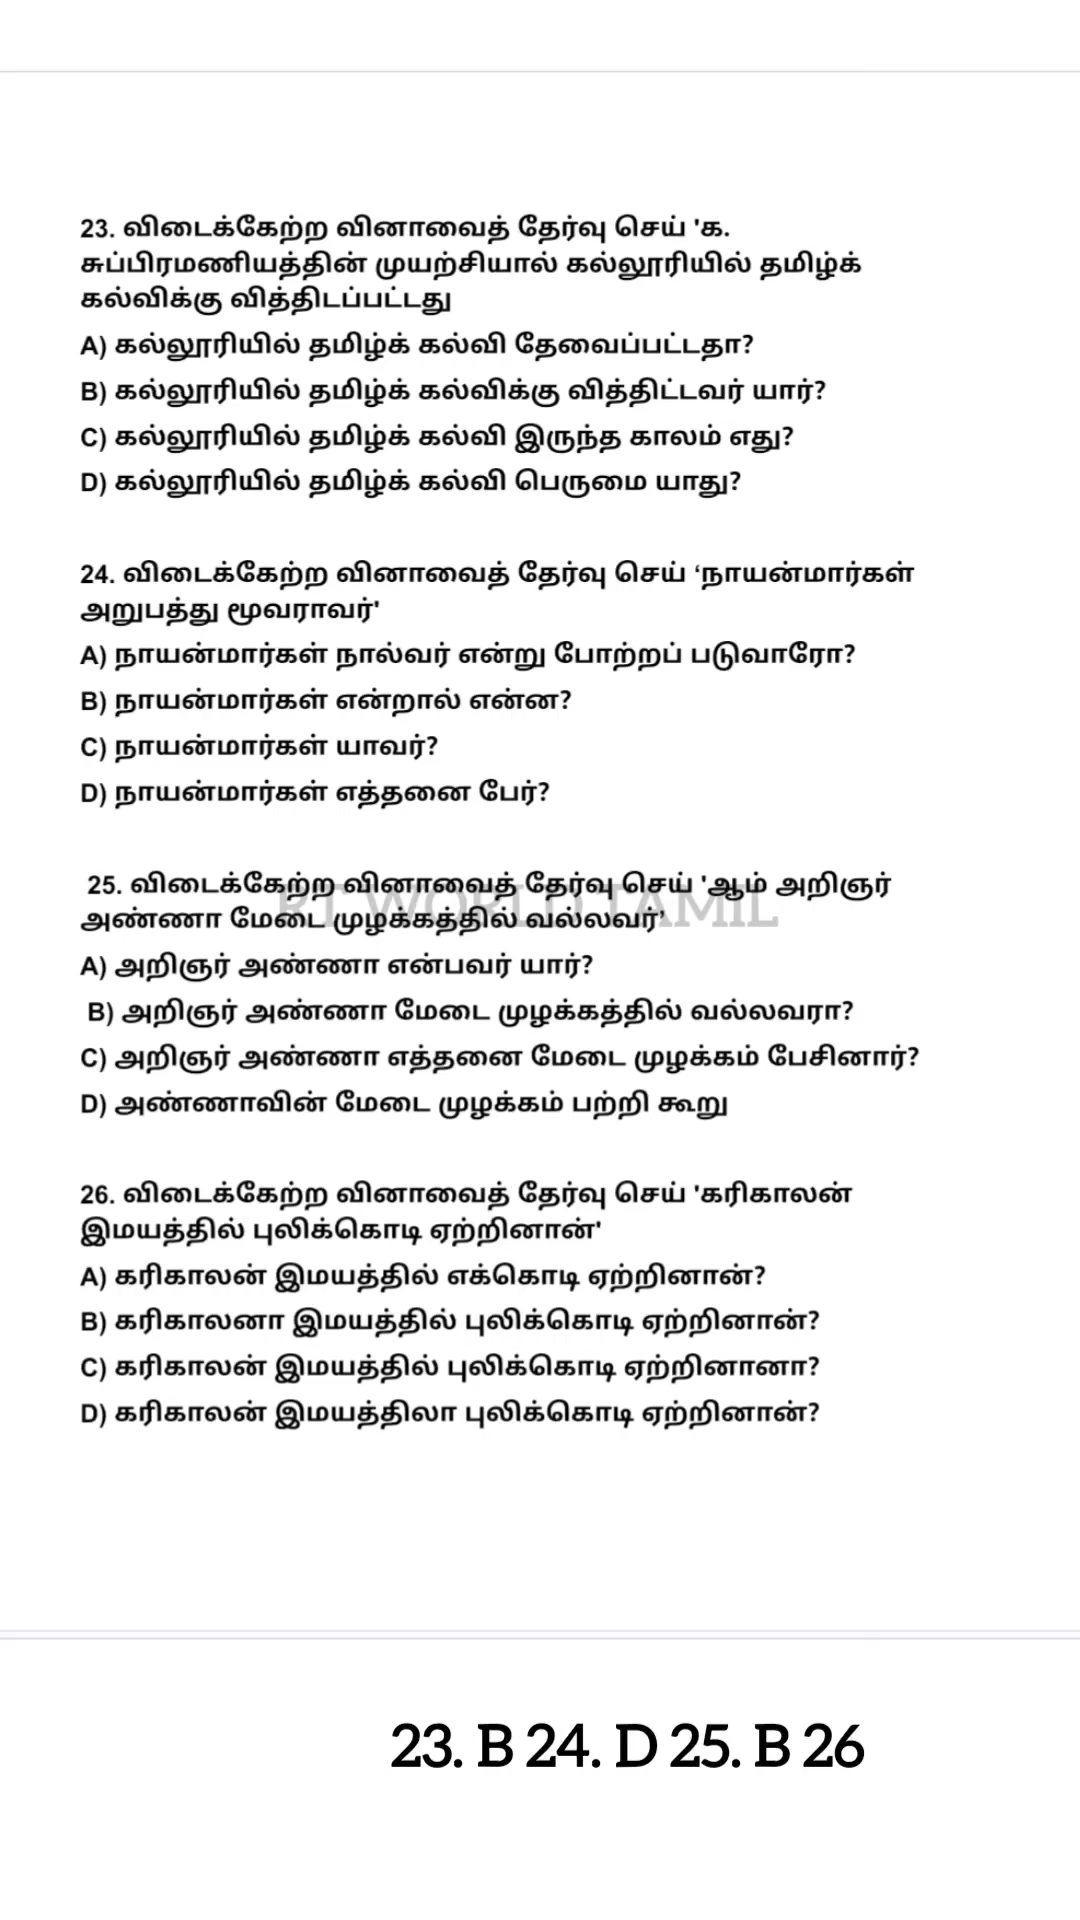 23. விடைக்கேற்ற வினாவைத் தேர்வு செய் 'க.
சுப்பிரமணியத்தின் முயற்சியால் கல்லூரியில் தமிழ்க்
கல்விக்கு வித்திடப்பட்டது
A) கல்லூரியில் தமிழ்க் கல்வி தேவைப்பட்டதா?
B) கல்லூரியில் தமிழ்க் கல்விக்கு வித்திட்டவர் யார்?
C) கல்லூரியில் தமிழ்க் கல்வி இருந்த காலம் எது?
D) கல்லூரியில் தமிழ்க் கல்வி பெருமை யாது?
24. விடைக்கேற்ற வினாவைத் தேர்வு செய் ‘நாயன்மார்கள்
அறுபத்து மூவராவர்'
A) நாயன்மார்கள் நால்வர் என்று போற்றப் படுவாரோ?
B) நாயன்மார்கள் என்றால் என்ன?
C) நாயன்மார்கள் யாவர்?
D) நாயன்மார்கள் எத்தனை பேர்?
25. விடைக்கேற்ற வினாவைத் தேர்வு செய் 'ஆம் அறிஞர்
அண்ணா மேடை முழக்கத்தில் வல்லவர்’
RT WORLD TAMIL
A) அறிஞர் அண்ணா என்பவர் யார்?
B) அறிஞர் அண்ணா மேடை முழக்கத்தில் வல்லவரா?
C) அறிஞர் அண்ணா எத்தனை மேடை முழக்கம் பேசினார்?
D) அண்ணாவின் மேடை முழக்கம் பற்றி கூறு
26. விடைக்கேற்ற வினாவைத் தேர்வு செய் 'கரிகாலன்
இமயத்தில் புலிக்கொடி ஏற்றினான்'
A) கரிகாலன் இமயத்தில் எக்கொடி ஏற்றினான்?
B) கரிகாலனா இமயத்தில் புலிக்கொடி ஏற்றினான்?
C) கரிகாலன் இமயத்தில் புலிக்கொடி ஏற்றினானா?
D) கரிகாலன் இமயத்திலா புலிக்கொடி ஏற்றினான்?
23. B 24. D 25. B 26